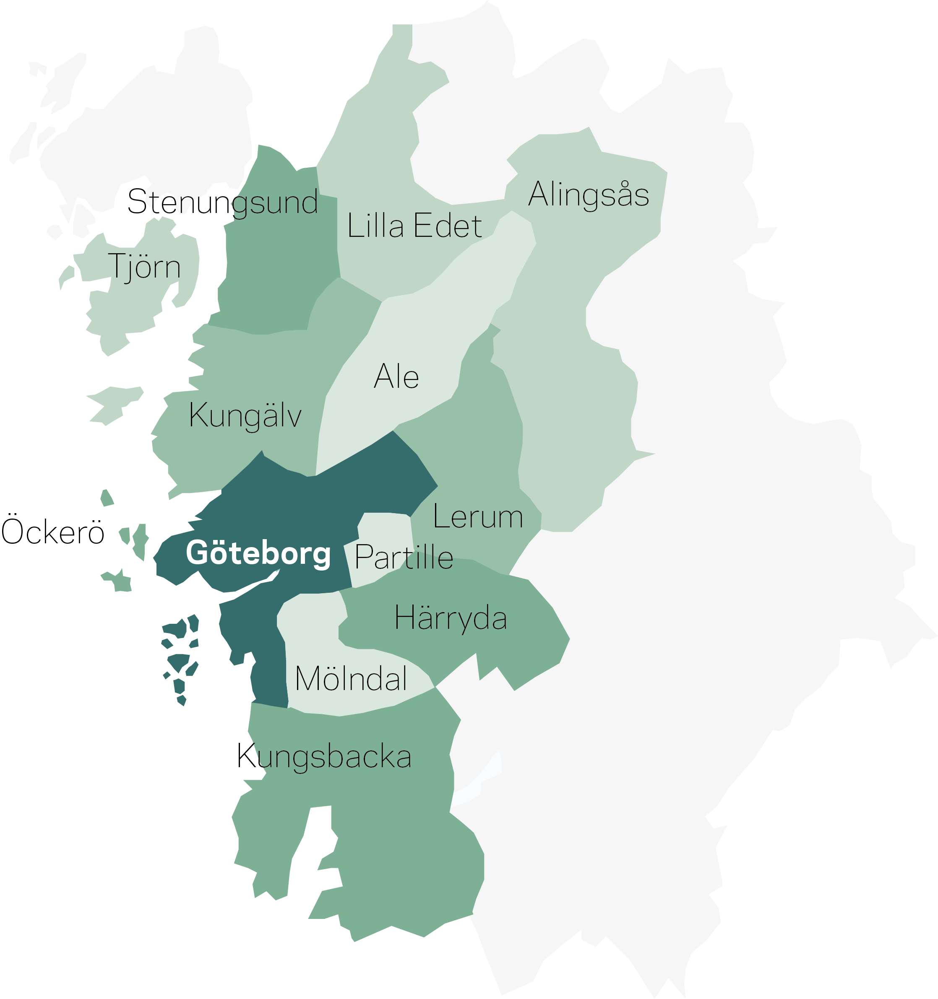 Alingsås
Stenungsund
Lilla Edet
Tjörn
Ale
Kungälv
Lerum
Öckerö
Göteborg
Partille
Härryda
Mölndal
Kungsbacka